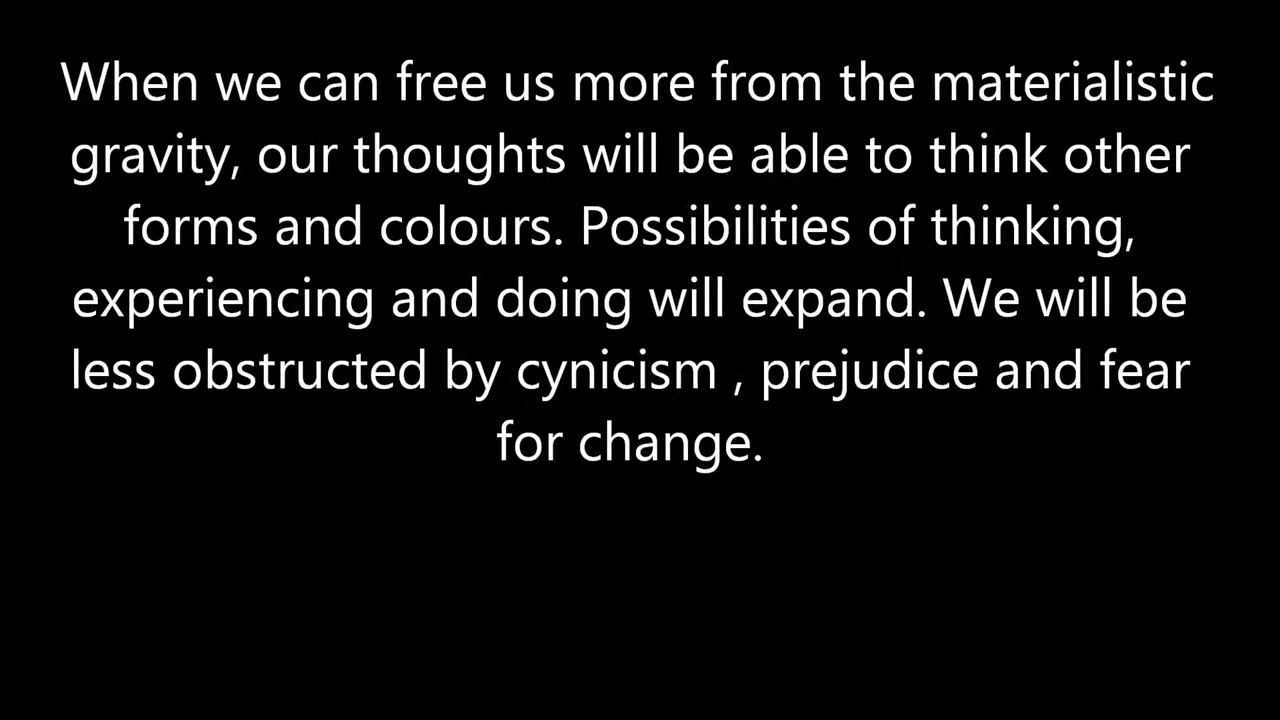 When we can free us more from the materialistic
gravity, our thoughts will be able to think other
forms and colours. Possibilities of thinking,
experiencing and doing will expand. We will be
less obstructed by cynicism , prejudice and fear
for change.